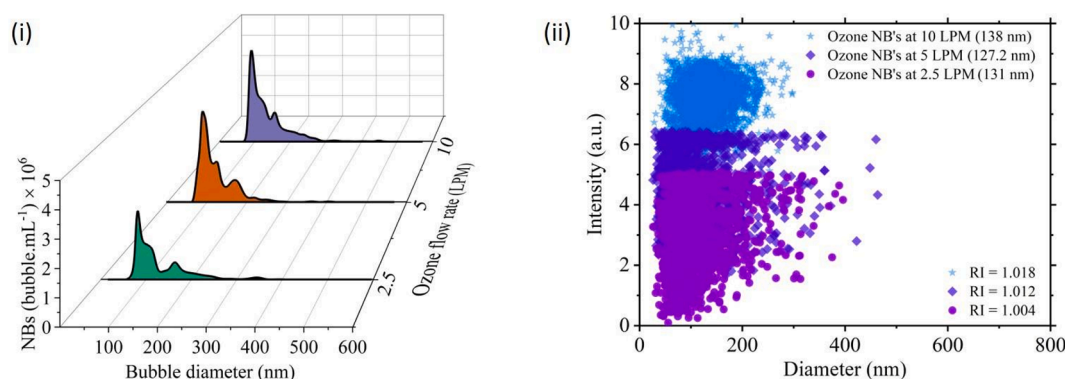 (i)
NBs (bubble.mL⁻¹) × 10⁶
5
4
3
2
1
0
100 200 300 400 500 600
Bubble diameter (nm)
2.5
5
10
Ozone flow rate (LPM)
(ii)
Intensity (a.u.)
10
8
6
4
2
0
Ozone NB's at 10 LPM (138 nm)
Ozone NB's at 5 LPM (127.2 nm)
Ozone NB's at 2.5 LPM (131 nm)
RI = 1.018
RI = 1.012
RI = 1.004
0 200 400 600 800
Diameter (nm)